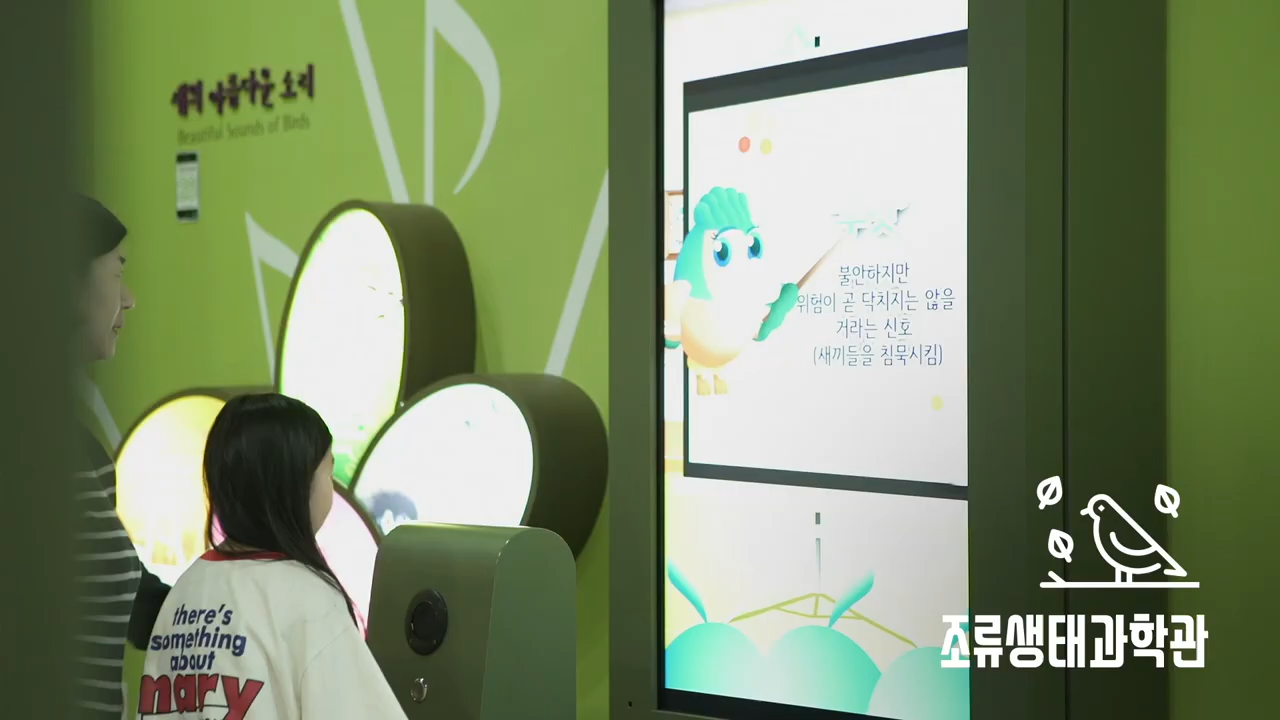 새의 아름다운 소리
Beautiful Sounds of Birds
불안하지만
위험이 곧 닥치지는 않을
거라는 신호
(새끼들을 침묵시킴)
there's
something
about
mary
조류생태과학관